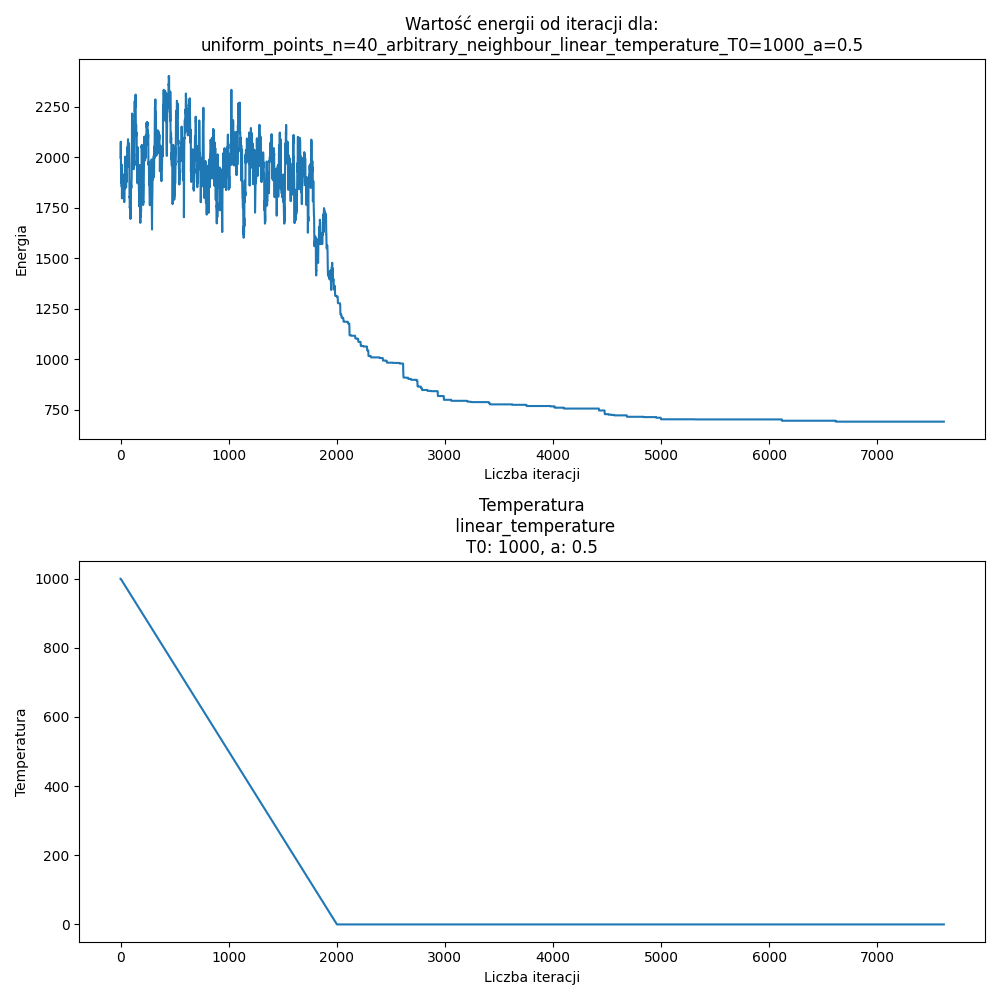 Wartość energii od iteracji dla:
uniform_points_n=40_arbitrary_neighbour_linear_temperature_T0=1000_a=0.5
2250
2000
1750
1500
1250
1000
750
Energia
0 1000 2000 3000 4000 5000 6000 7000
Liczba iteracji
Temperatura
linear_temperature
T0: 1000, a: 0.5
1000
800
600
400
200
0
Temperatura
0 1000 2000 3000 4000 5000 6000 7000
Liczba iteracji